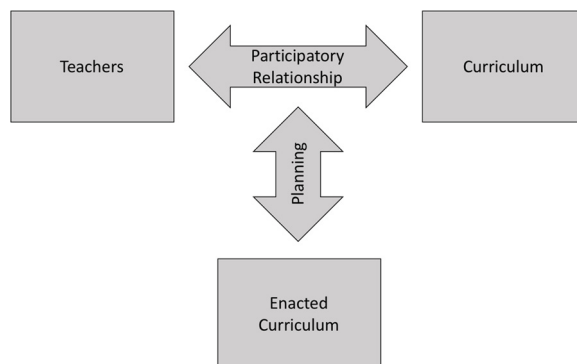 Teachers
Participatory
Relationship
Curriculum
Planning
Enacted
Curriculum